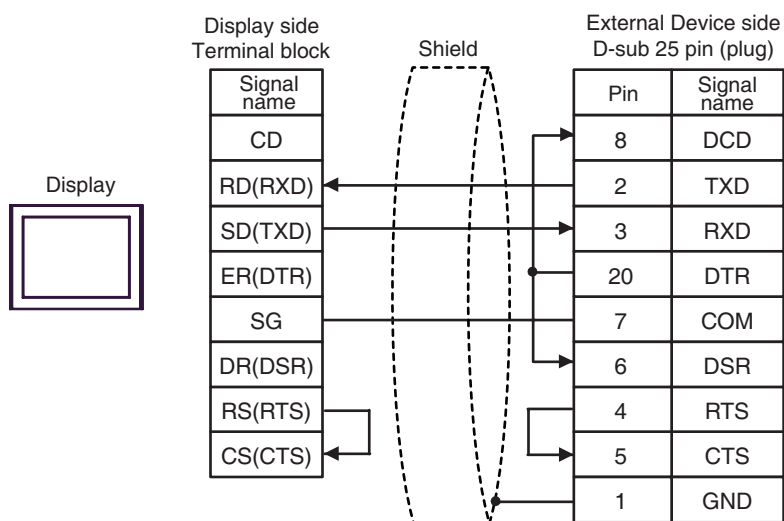 Display side
Terminal block
Shield
External Device side
D-sub 25 pin (plug)
Display
Signal
name
Pin
Signal
name
CD
8 DCD
RD(RXD)
2 TXD
SD(TXD)
3 RXD
ER(DTR)
20 DTR
SG
7 COM
DR(DSR)
6 DSR
RS(RTS)
4 RTS
CS(CTS)
5 CTS
1 GND